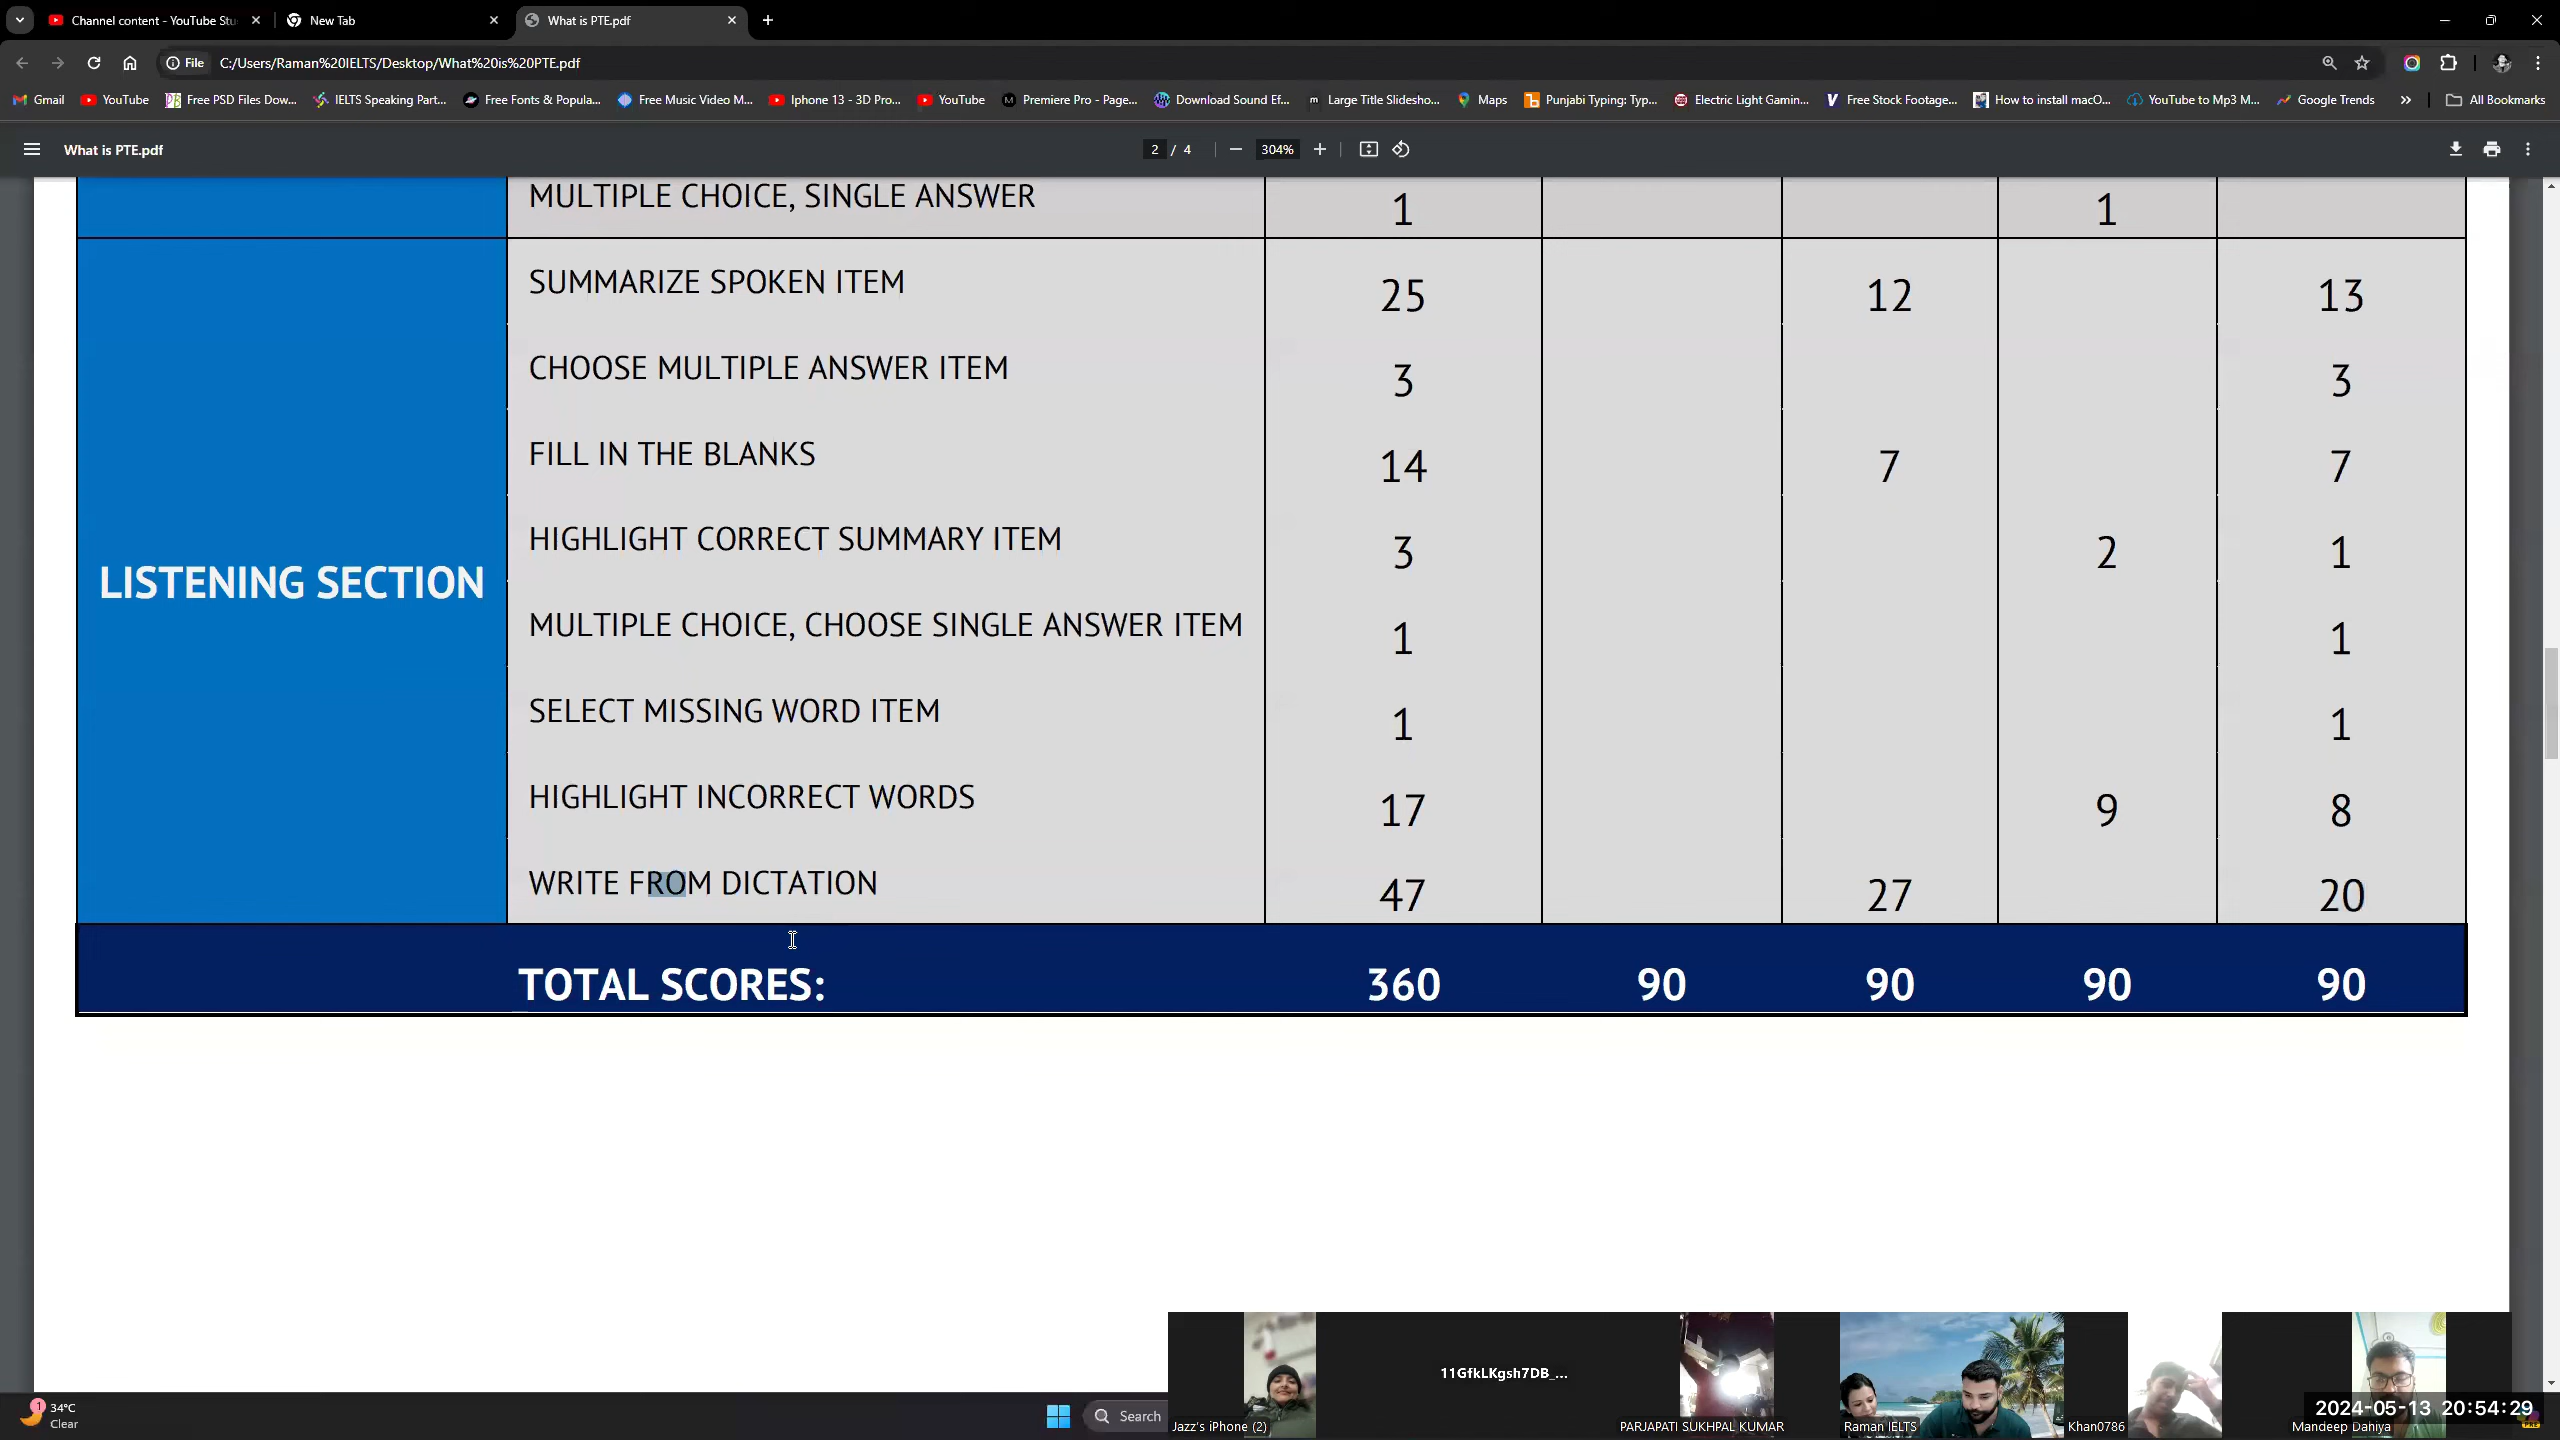 Channel content - YouTube Stu
New Tab
What is PTE.pdf
File
C:/Users/Raman%20IELTS/Desktop/What%20is%20PTE.pdf
Gmail YouTube Free PSD Files Dow... IELTS Speaking Part... Free Fonts & Popula... Free Music Video M... Iphone 13 - 3D Pro... YouTube Premiere Pro - Page... Download Sound Ef... Large Title Slidesho... Maps Punjabi Typing: Typ... Electric Light Gamin... Free Stock Footage... How to install macO... YouTube to Mp3 M... Google Trends All Bookmarks
What is PTE.pdf 2 / 4 304%
MULTIPLE CHOICE, SINGLE ANSWER 1 1
LISTENING SECTION
SUMMARIZE SPOKEN ITEM 25 12 13
CHOOSE MULTIPLE ANSWER ITEM 3 3
FILL IN THE BLANKS 14 7 7
HIGHLIGHT CORRECT SUMMARY ITEM 3 2 1
MULTIPLE CHOICE, CHOOSE SINGLE ANSWER ITEM 1 1
SELECT MISSING WORD ITEM 1 1
HIGHLIGHT INCORRECT WORDS 17 9 8
WRITE FROM DICTATION 47 27 20
TOTAL SCORES: 360 90 90 90 90
11GfkLKgsh7DB_...
1
34°C
Clear
Search
Jazz's iPhone (2)
PARJAPATI SUKHPAL KUMAR
Raman IELTS
Khan0786
Mandeep Dahiya
2024-05-13 20:54:29